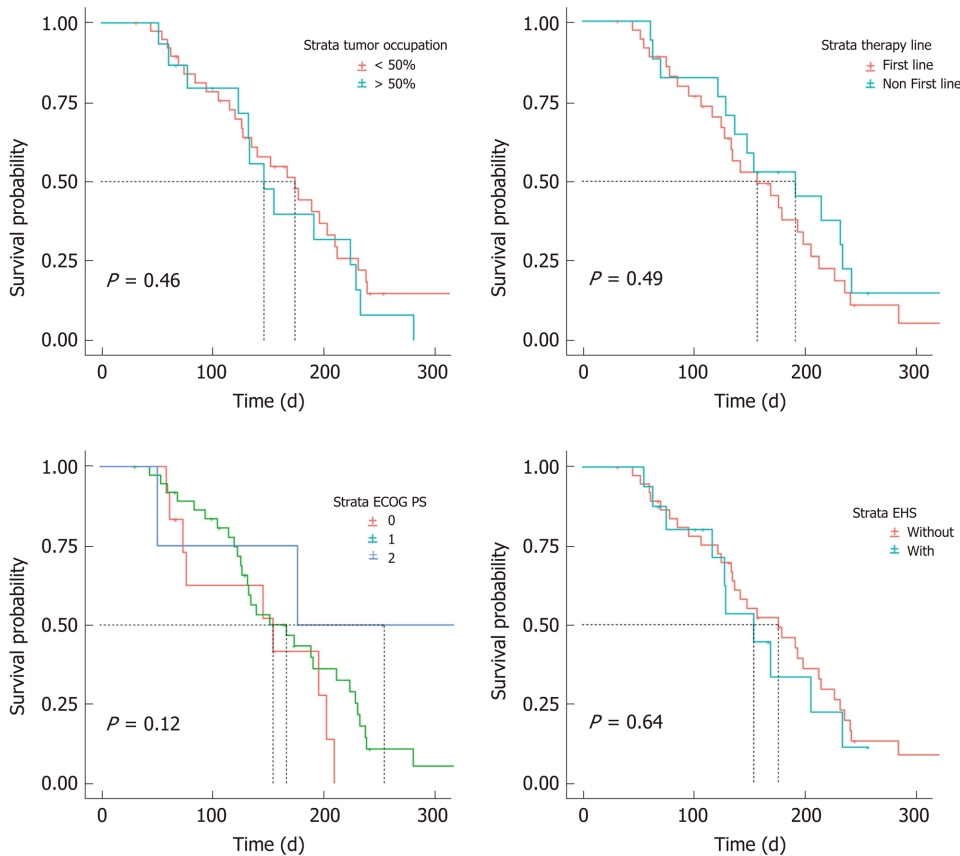 Strata tumor occupation
< 50%
> 50%
Survival probability
1.00
0.75
0.50
0.25
0.00
P = 0.46
0 100 200 300
Time (d)
Strata therapy line
First line
Non First line
Survival probability
1.00
0.75
0.50
0.25
0.00
P = 0.49
0 100 200 300
Time (d)
Strata ECOG PS
0
1
2
Survival probability
1.00
0.75
0.50
0.25
0.00
P = 0.12
0 100 200 300
Time (d)
Strata EHS
Without
With
Survival probability
1.00
0.75
0.50
0.25
0.00
P = 0.64
0 100 200 300
Time (d)